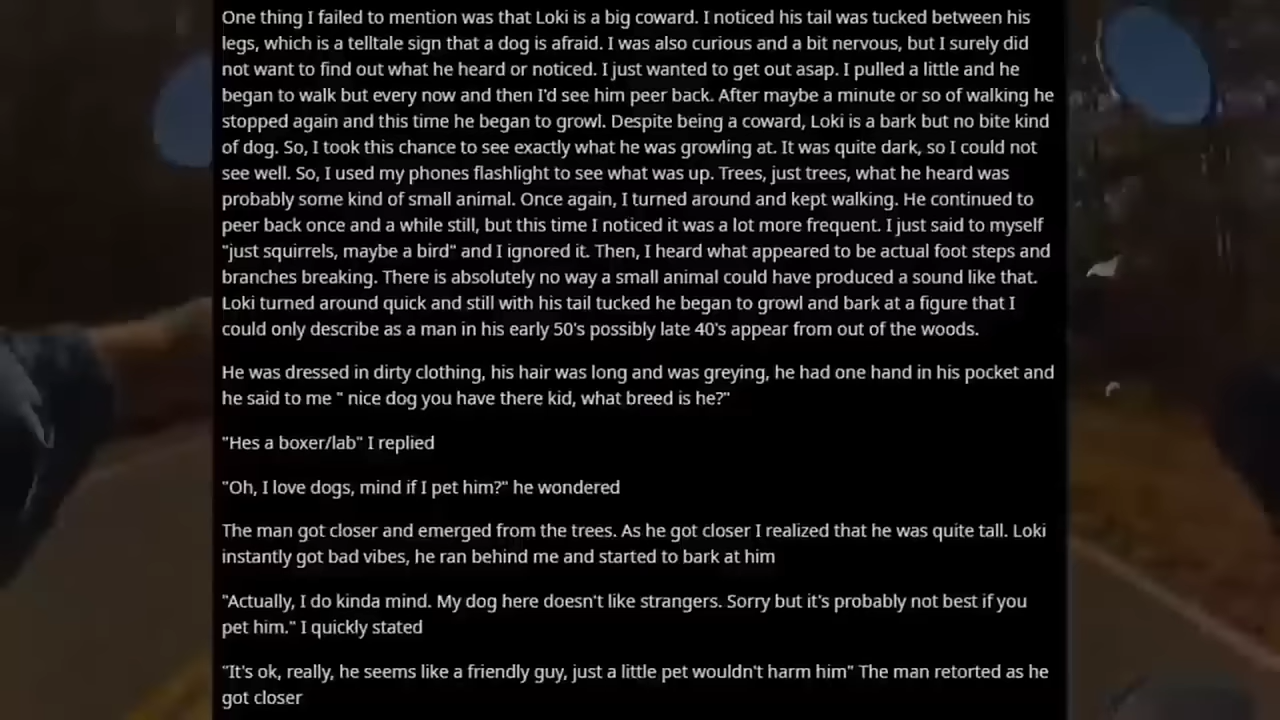 One thing I failed to mention was that Loki is a big coward. I noticed his tail was tucked between his
legs, which is a telltale sign that a dog is afraid. I was also curious and a bit nervous, but I surely did
not want to find out what he heard or noticed. I just wanted to get out asap. I pulled a little and he
began to walk but every now and then I'd see him peer back. After maybe a minute or so of walking he
stopped again and this time he began to growl. Despite being a coward, Loki is a bark but no bite kind
of dog. So, I took this chance to see exactly what he was growling at. It was quite dark, so I could not
see well. So, I used my phones flashlight to see what was up. Trees, just trees, what he heard was
probably some kind of small animal. Once again, I turned around and kept walking. He continued to
peer back once and a while still, but this time I noticed it was a lot more frequent. I just said to myself
"just squirrels, maybe a bird" and I ignored it. Then, I heard what appeared to be actual foot steps and
branches breaking. There is absolutely no way a small animal could have produced a sound like that.
Loki turned around quick and still with his tail tucked he began to growl and bark at a figure that I
could only describe as a man in his early 50's possibly late 40's appear from out of the woods.
He was dressed in dirty clothing, his hair was long and was greying, he had one hand in his pocket and
he said to me " nice dog you have there kid, what breed is he?"
"Hes a boxer/lab" I replied
"Oh, I love dogs, mind if I pet him?" he wondered
The man got closer and emerged from the trees. As he got closer I realized that he was quite tall. Loki
instantly got bad vibes, he ran behind me and started to bark at him
"Actually, I do kinda mind. My dog here doesn't like strangers. Sorry but it's probably not best if you
pet him." I quickly stated
"It's ok, really, he seems like a friendly guy, just a little pet wouldn't harm him" The man retorted as he
got closer